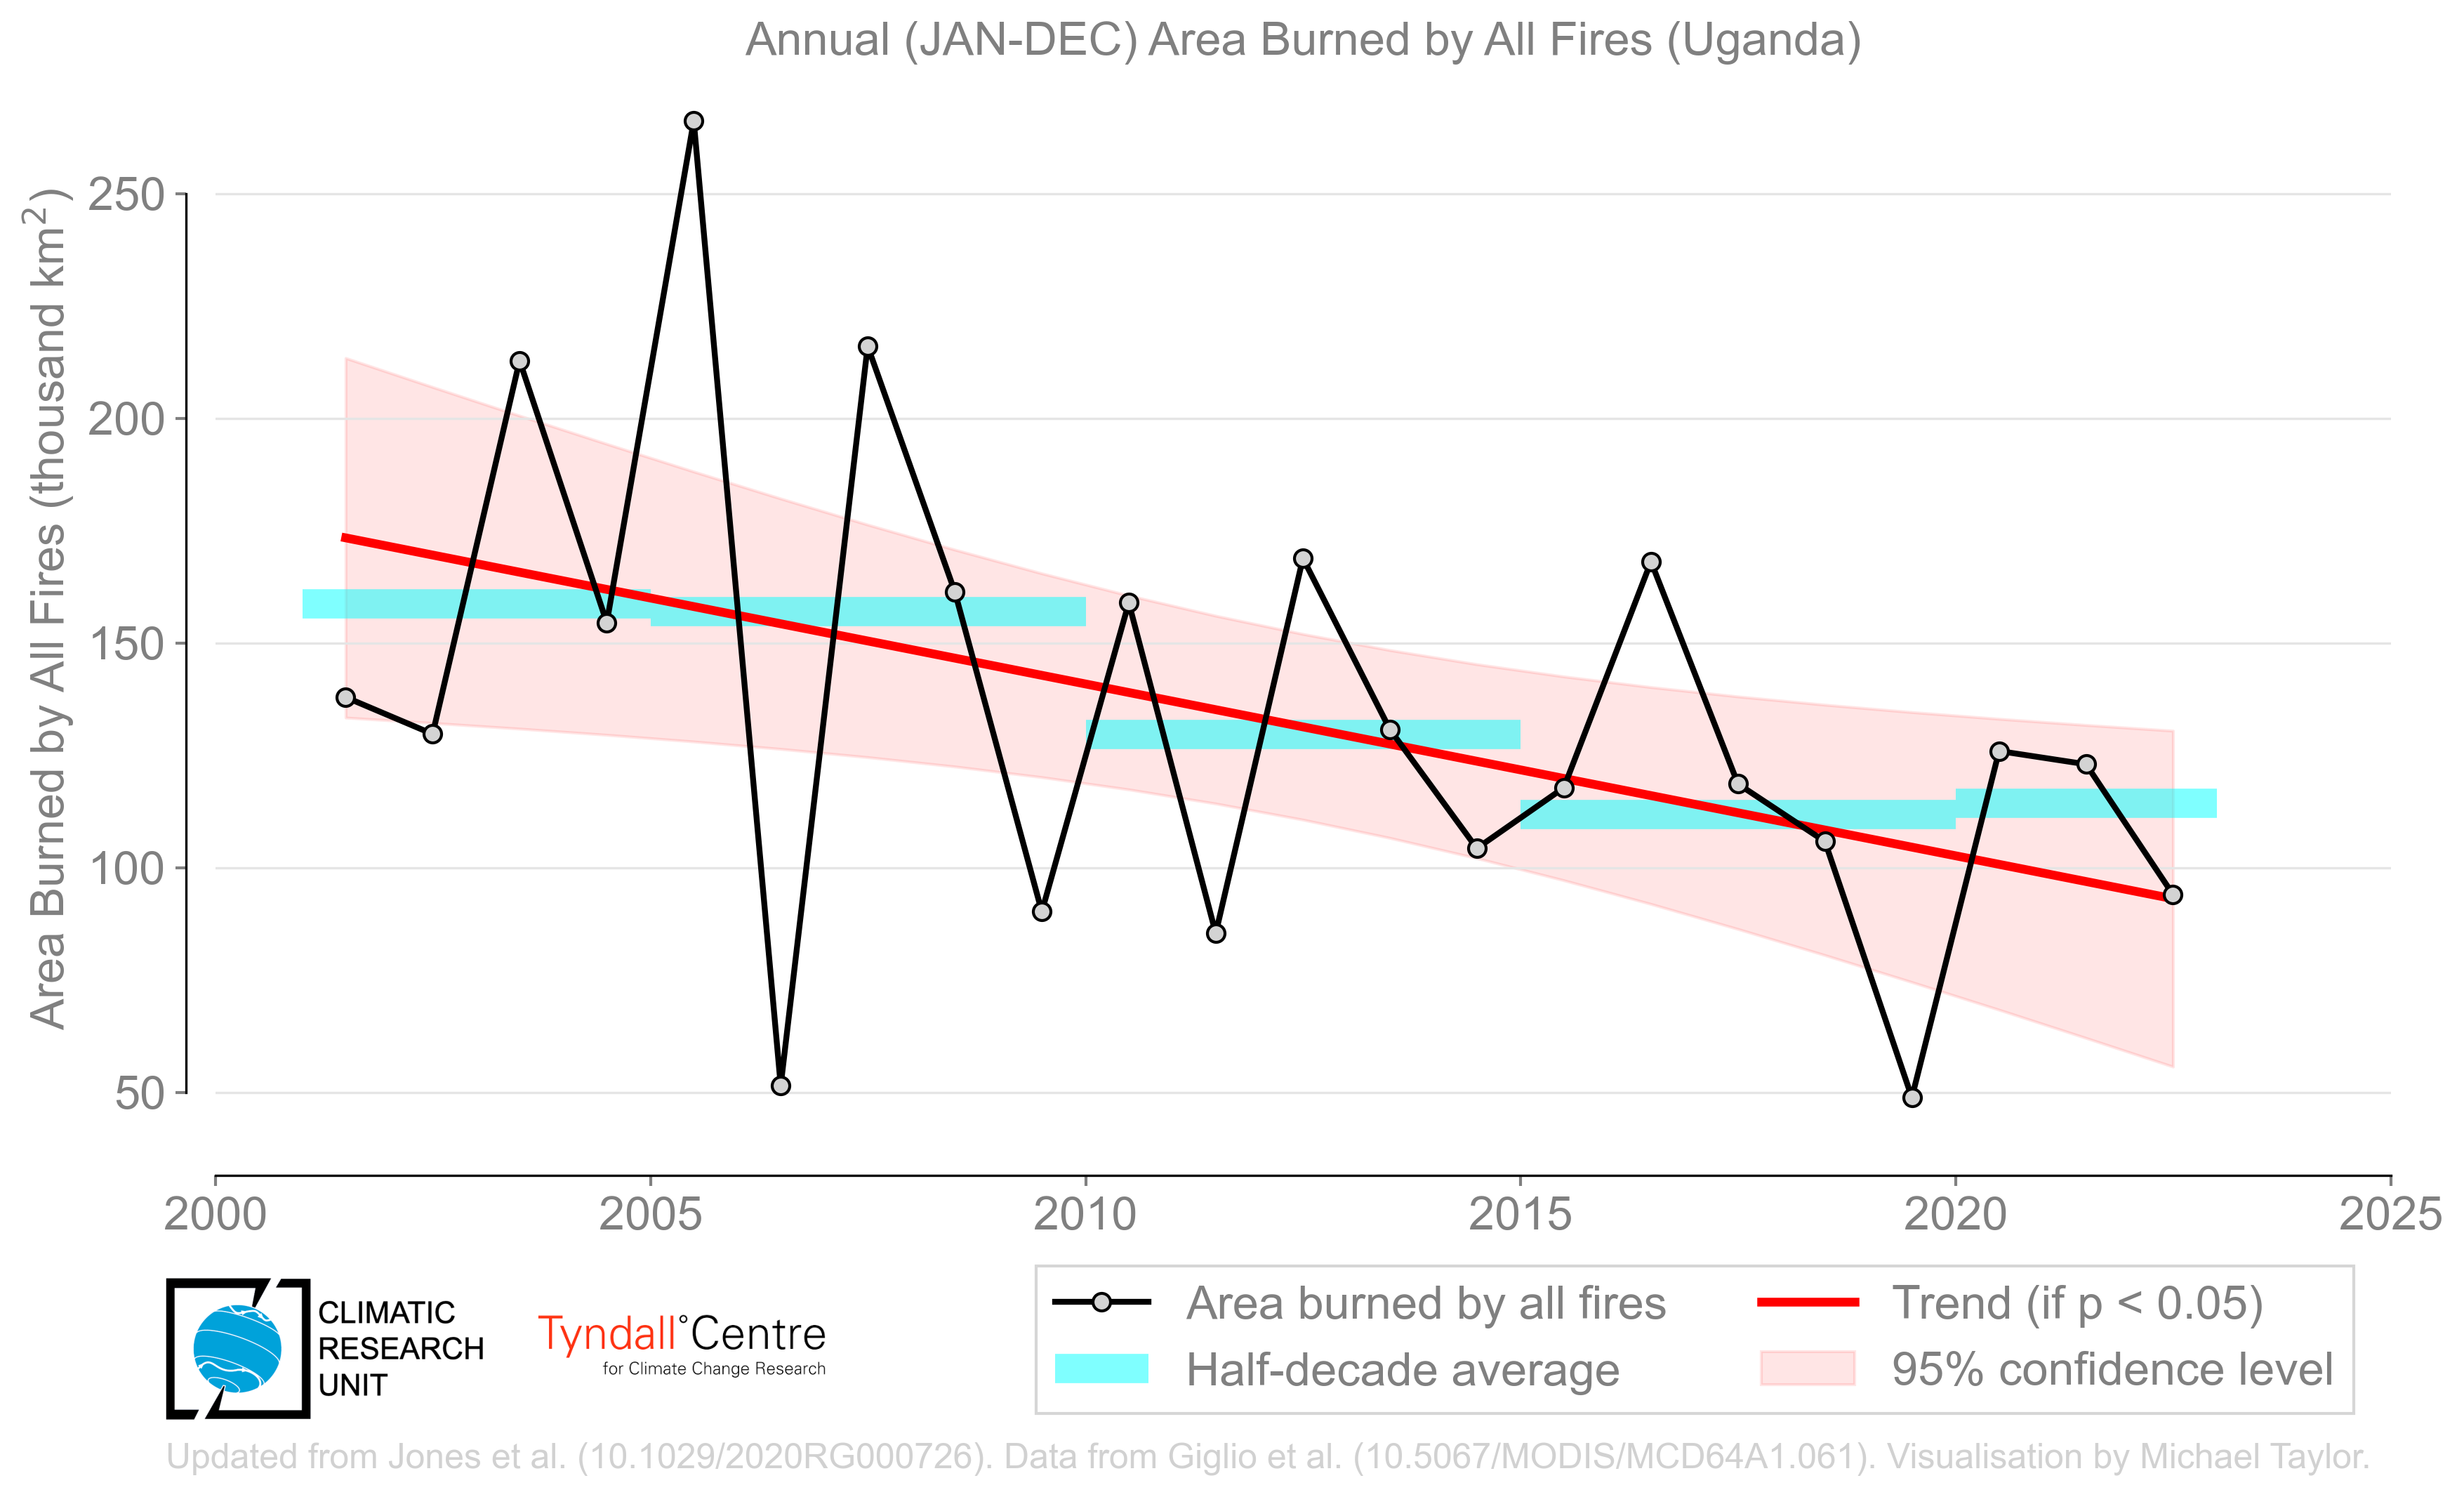 Annual (JAN-DEC) Area Burned by All Fires (Uganda)
Area Burned by All Fires (thousand km²)
250
200
150
100
50
2000 2005 2010 2015 2020 2025
CLIMATIC
RESEARCH
UNIT
Tyndall°Centre
for Climate Change Research
Area burned by all fires
Half-decade average
Trend (if p < 0.05)
95% confidence level
Updated from Jones et al. (10.1029/2020RG000726). Data from Giglio et al. (10.5067/MODIS/MCD64A1.061). Visualisation by Michael Taylor.